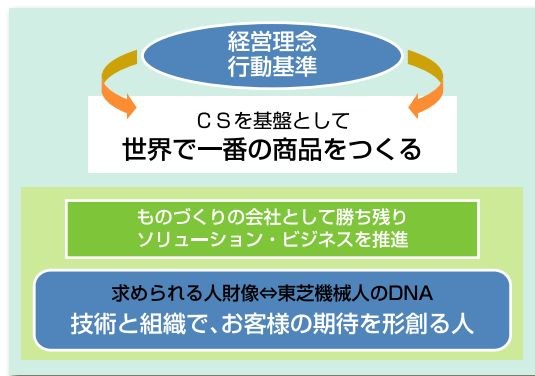 経営理念
行動基準
ＣＳを基盤として
世界で一番の商品をつくる
ものづくりの会社として勝ち残り
ソリューション・ビジネスを推進
求められる人財像⇔東芝機械人のDNA
技術と組織で、お客様の期待を形創る人